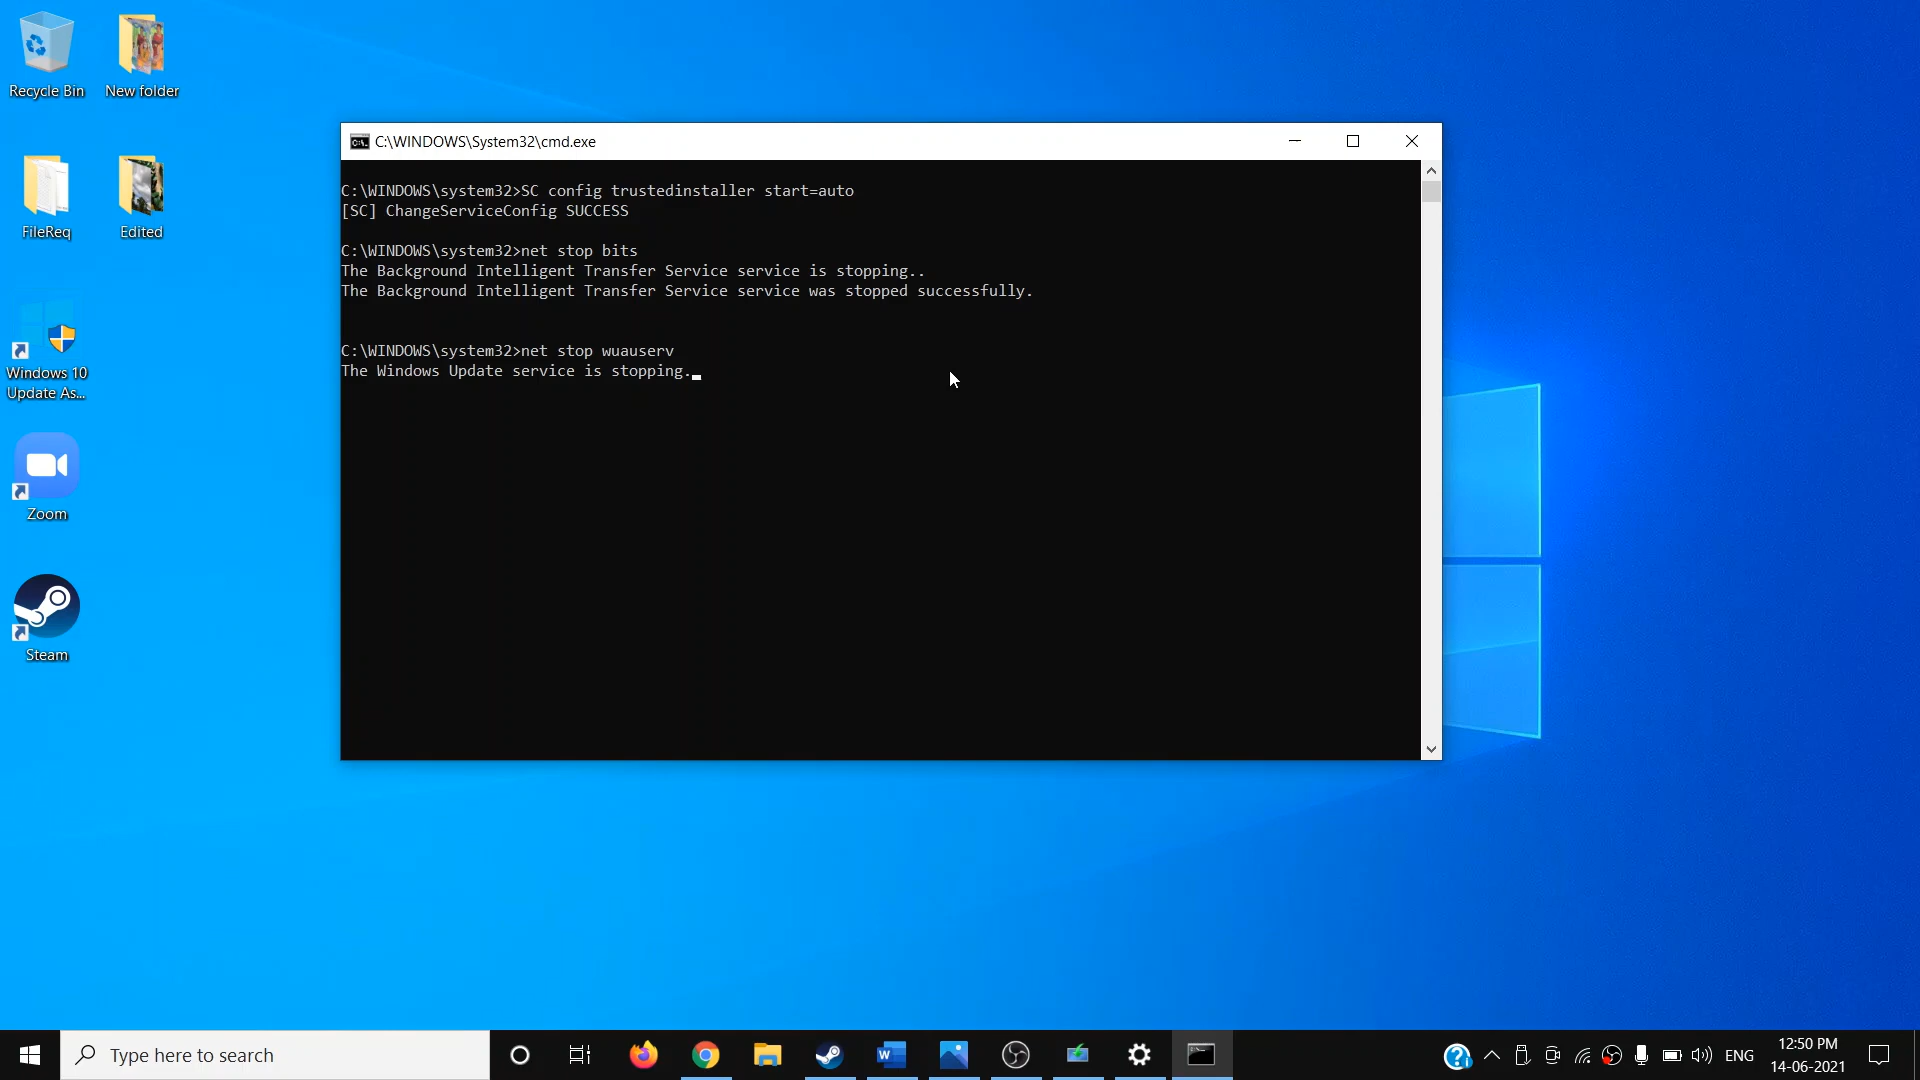 Recycle Bin
New folder
FileReq
Edited
Windows 10
Update As...
Zoom
Steam
C:\WINDOWS\System32\cmd.exe
C:\WINDOWS\system32>SC config trustedinstaller start=auto
[SC] ChangeServiceConfig SUCCESS
C:\WINDOWS\system32>net stop bits
The Background Intelligent Transfer Service service is stopping..
The Background Intelligent Transfer Service service was stopped successfully.
C:\WINDOWS\system32>net stop wuauserv
The Windows Update service is stopping.
Type here to search
ENG
12:50 PM
14-06-2021